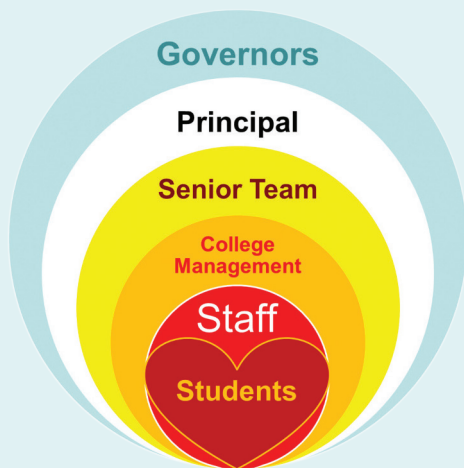 Governors
Principal
Senior Team
College
Management
Staff
Students